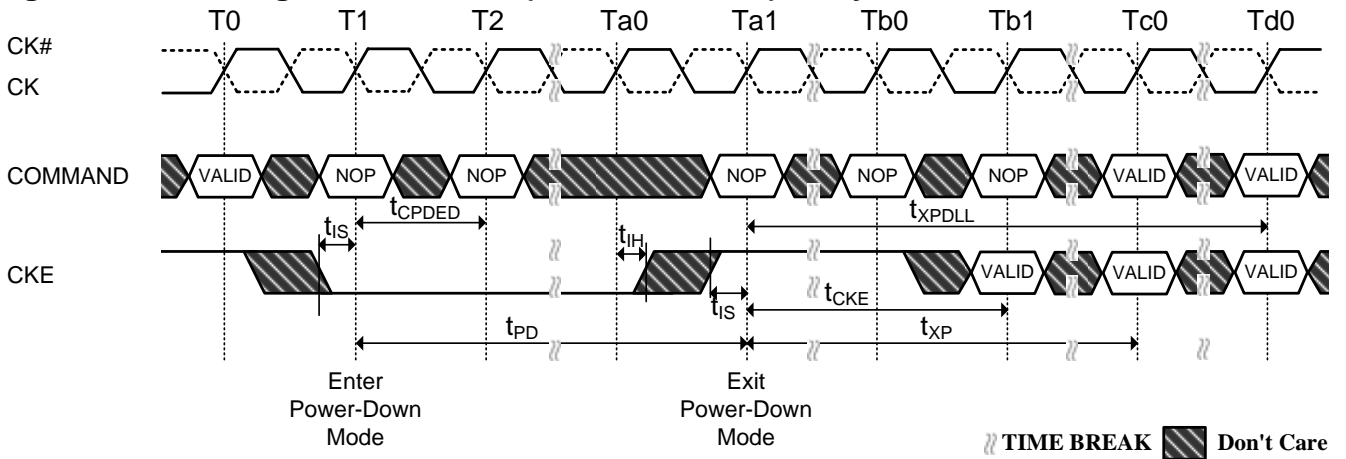 T0 T1 T2 Ta0 Ta1 Tb0 Tb1 Tc0 Td0
CK#
CK
COMMAND
VALID NOP NOP NOP NOP NOP VALID VALID
tCPDED
tXPDLL
tIS
tIH
CKE
VALID VALID VALID
tIS
tCKE
tPD
tXP
Enter
Power-Down
Mode
Exit
Power-Down
Mode
TIME BREAK
Don't Care